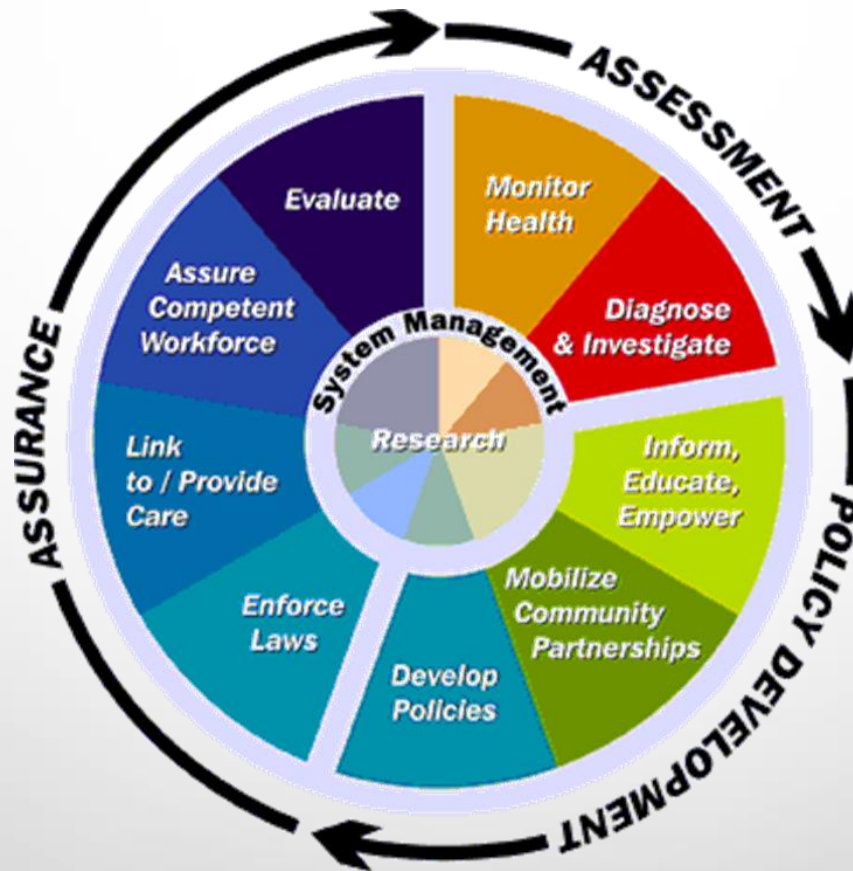 ASSESSMENT
Monitor
Health
Diagnose
& Investigate
Inform,
Educate,
Empower
POLICY DEVELOPMENT
Mobilize
Community
Partnerships
Develop
Policies
Enforce
Laws
ASSURANCE
Link
to / Provide
Care
Assure
Competent
Workforce
Evaluate
System Management
Research